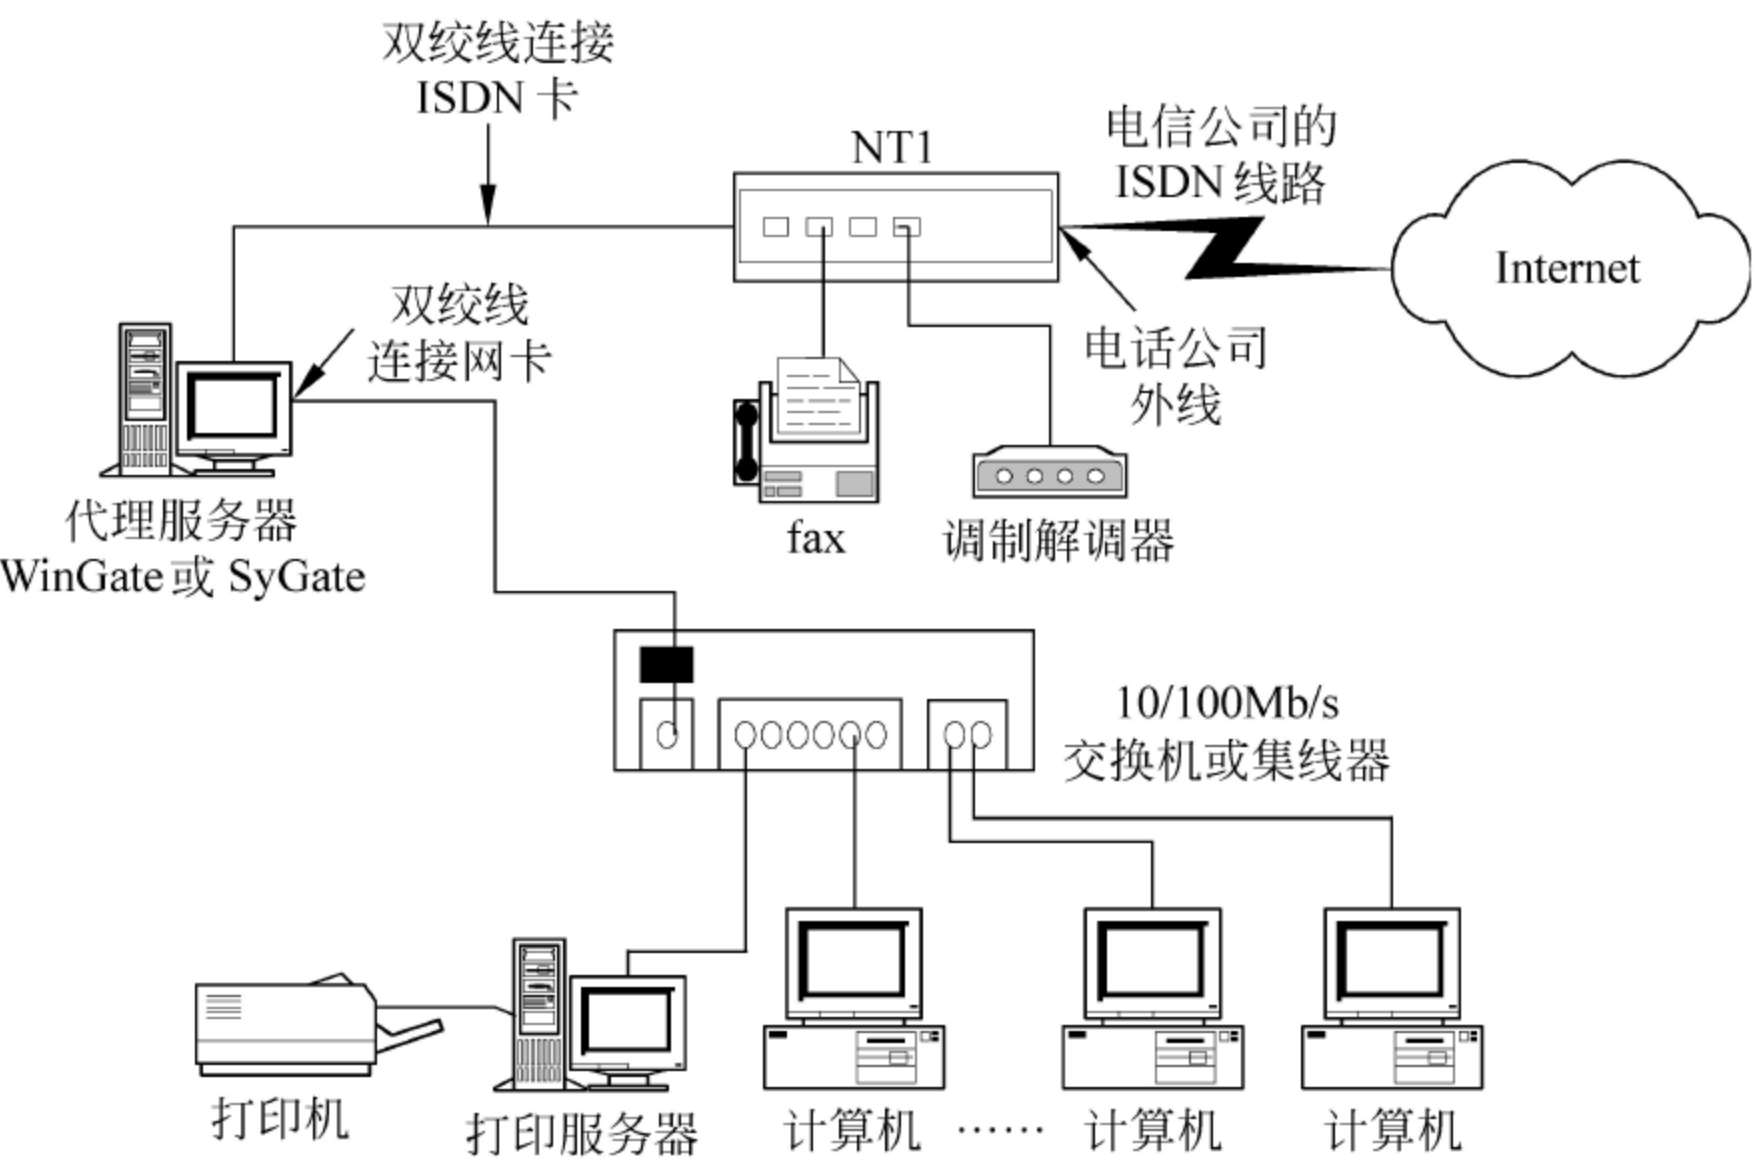 双绞线连接
ISDN 卡
NT1
电信公司的
ISDN 线路
Internet
双绞线
连接网卡
电话公司
外线
代理服务器
WinGate 或 SyGate
fax
调制解调器
10/100Mb/s
交换机或集线器
打印机
打印服务器
计算机 …… 计算机
计算机